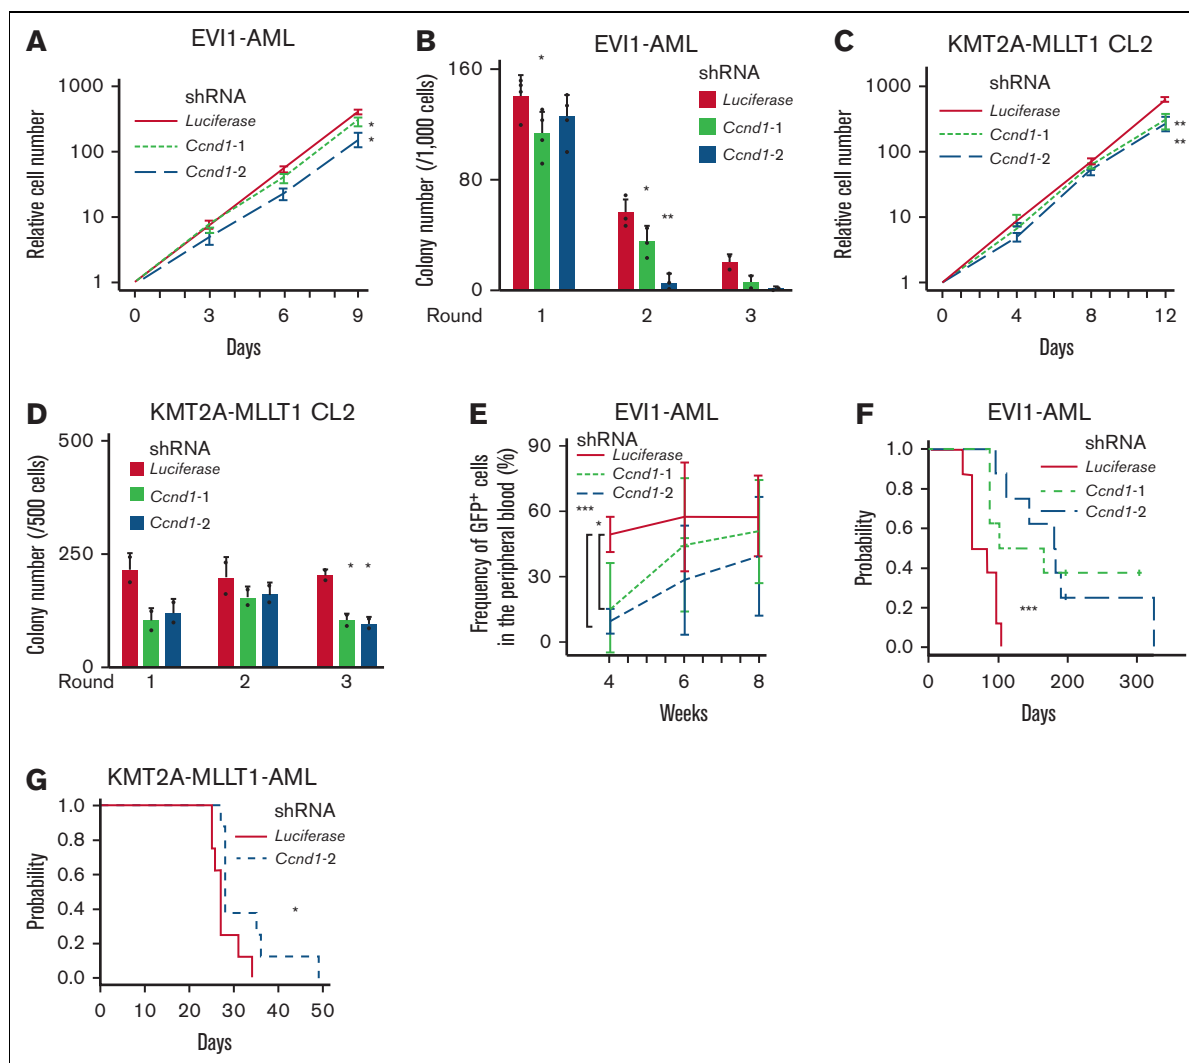 A
EVI1-AML
Relative cell number
1000
100
10
1
shRNA
Luciferase
Ccnd1-1
Ccnd1-2
*
*
0 3 6 9
Days
B
EVI1-AML
Colony number (/1,000 cells)
160
80
0
shRNA
Luciferase
Ccnd1-1
Ccnd1-2
*
*
**
Round 1 2 3
C
KMT2A-MLLT1 CL2
Relative cell number
1000
100
10
1
shRNA
Luciferase
Ccnd1-1
Ccnd1-2
**
**
0 4 8 12
Days
D
KMT2A-MLLT1 CL2
Colony number (/500 cells)
500
250
0
shRNA
Luciferase
Ccnd1-1
Ccnd1-2
* *
Round 1 2 3
E
EVI1-AML
Frequency of GFP+ cells
in the peripheral blood (%)
90
60
30
0
shRNA
Luciferase
Ccnd1-1
Ccnd1-2
***
*
4 6 8
Weeks
F
EVI1-AML
Probability
1.0
0.8
0.6
0.4
0.2
0.0
shRNA
Luciferase
Ccnd1-1
Ccnd1-2
***
0 100 200 300
Days
G
KMT2A-MLLT1-AML
Probability
1.0
0.8
0.6
0.4
0.2
0.0
shRNA
Luciferase
Ccnd1-2
*
0 10 20 30 40 50
Days